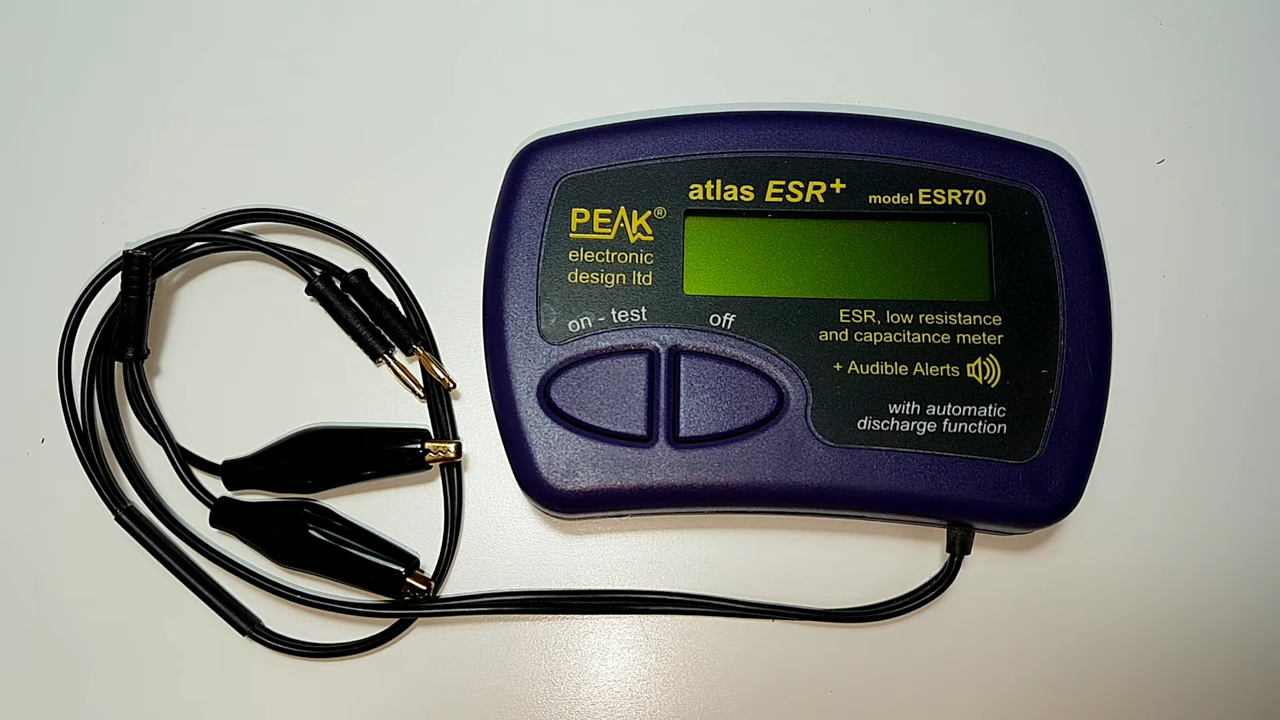 atlas ESR+ model ESR70
PEAK®
electronic
design ltd
on - test off
ESR, low resistance
and capacitance meter
+ Audible Alerts
with automatic
discharge function